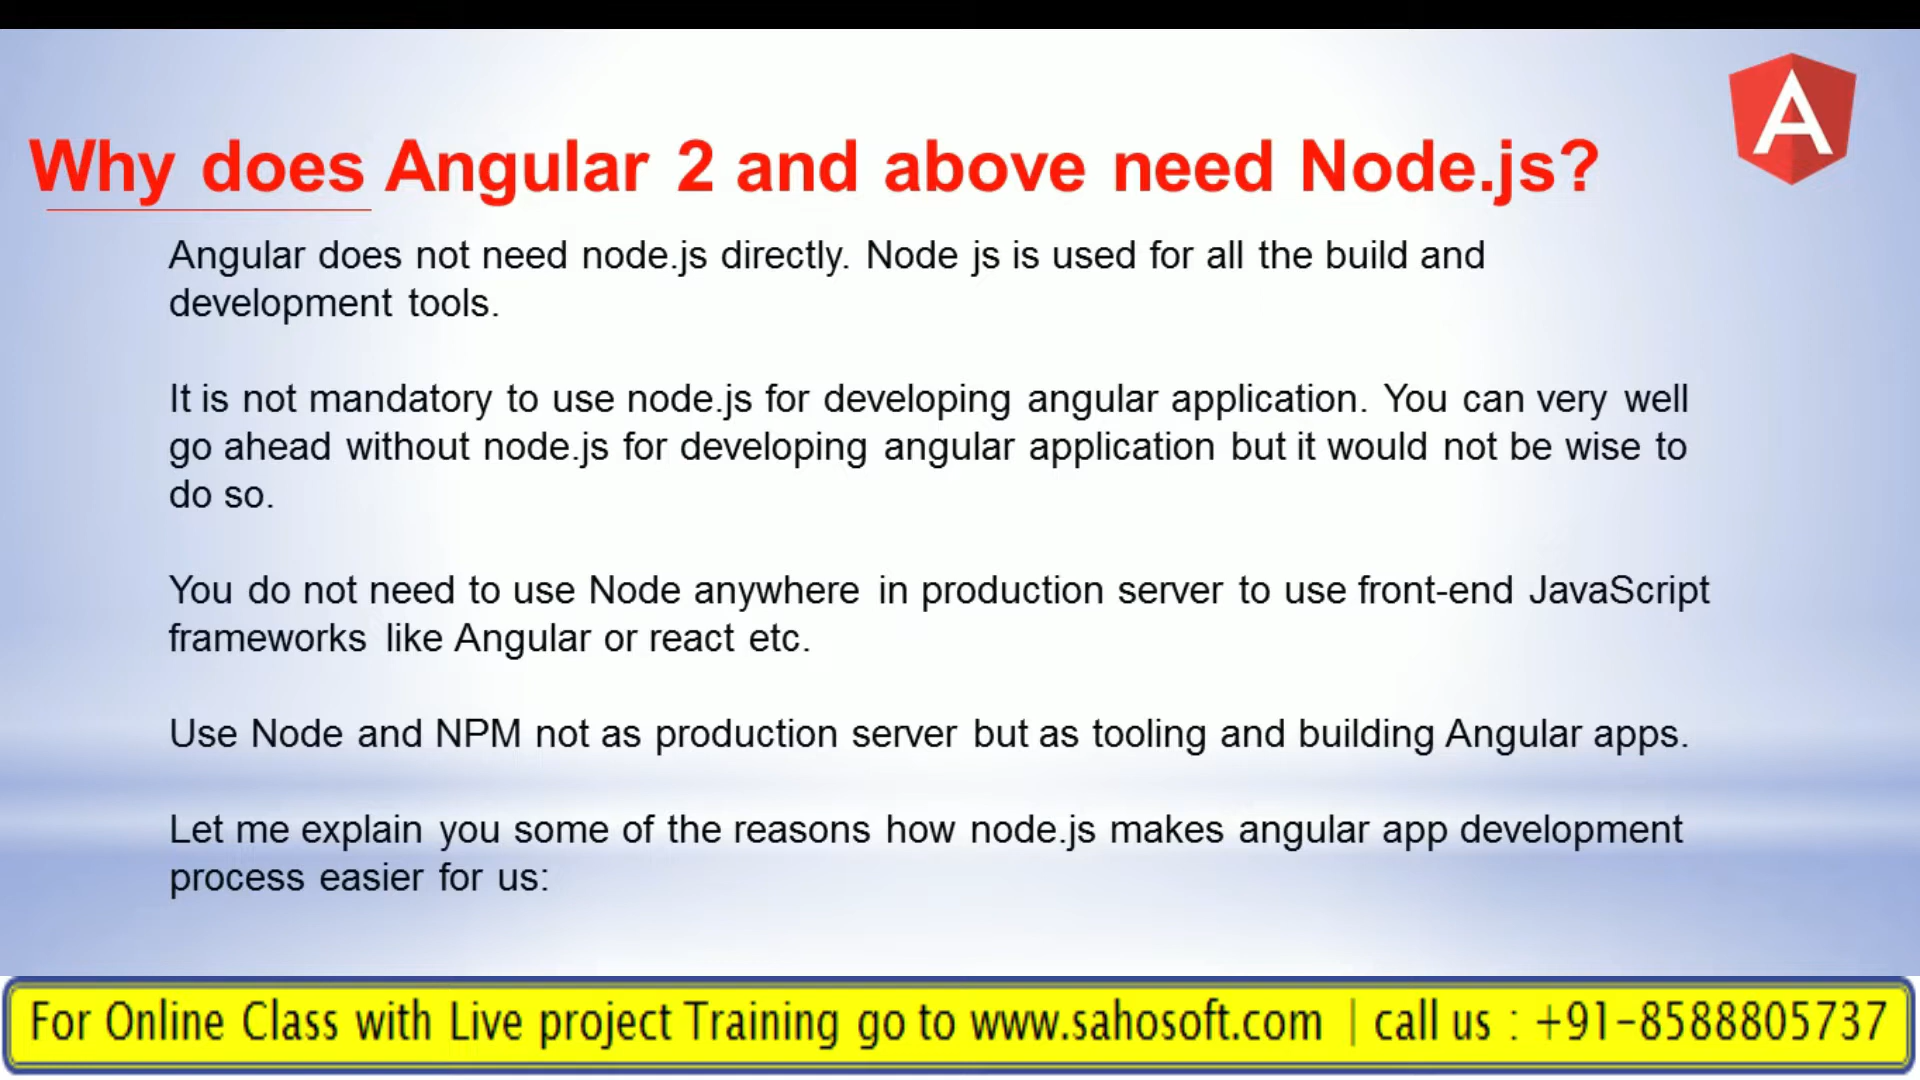 Why does Angular 2 and above need Node.js?
A
Angular does not need node.js directly. Node js is used for all the build and
development tools.
It is not mandatory to use node.js for developing angular application. You can very well
go ahead without node.js for developing angular application but it would not be wise to
do so.
You do not need to use Node anywhere in production server to use front-end JavaScript
frameworks like Angular or react etc.
Use Node and NPM not as production server but as tooling and building Angular apps.
Let me explain you some of the reasons how node.js makes angular app development
process easier for us:
For Online Class with Live project Training go to www.sahosoft.com | call us : +91-8588805737